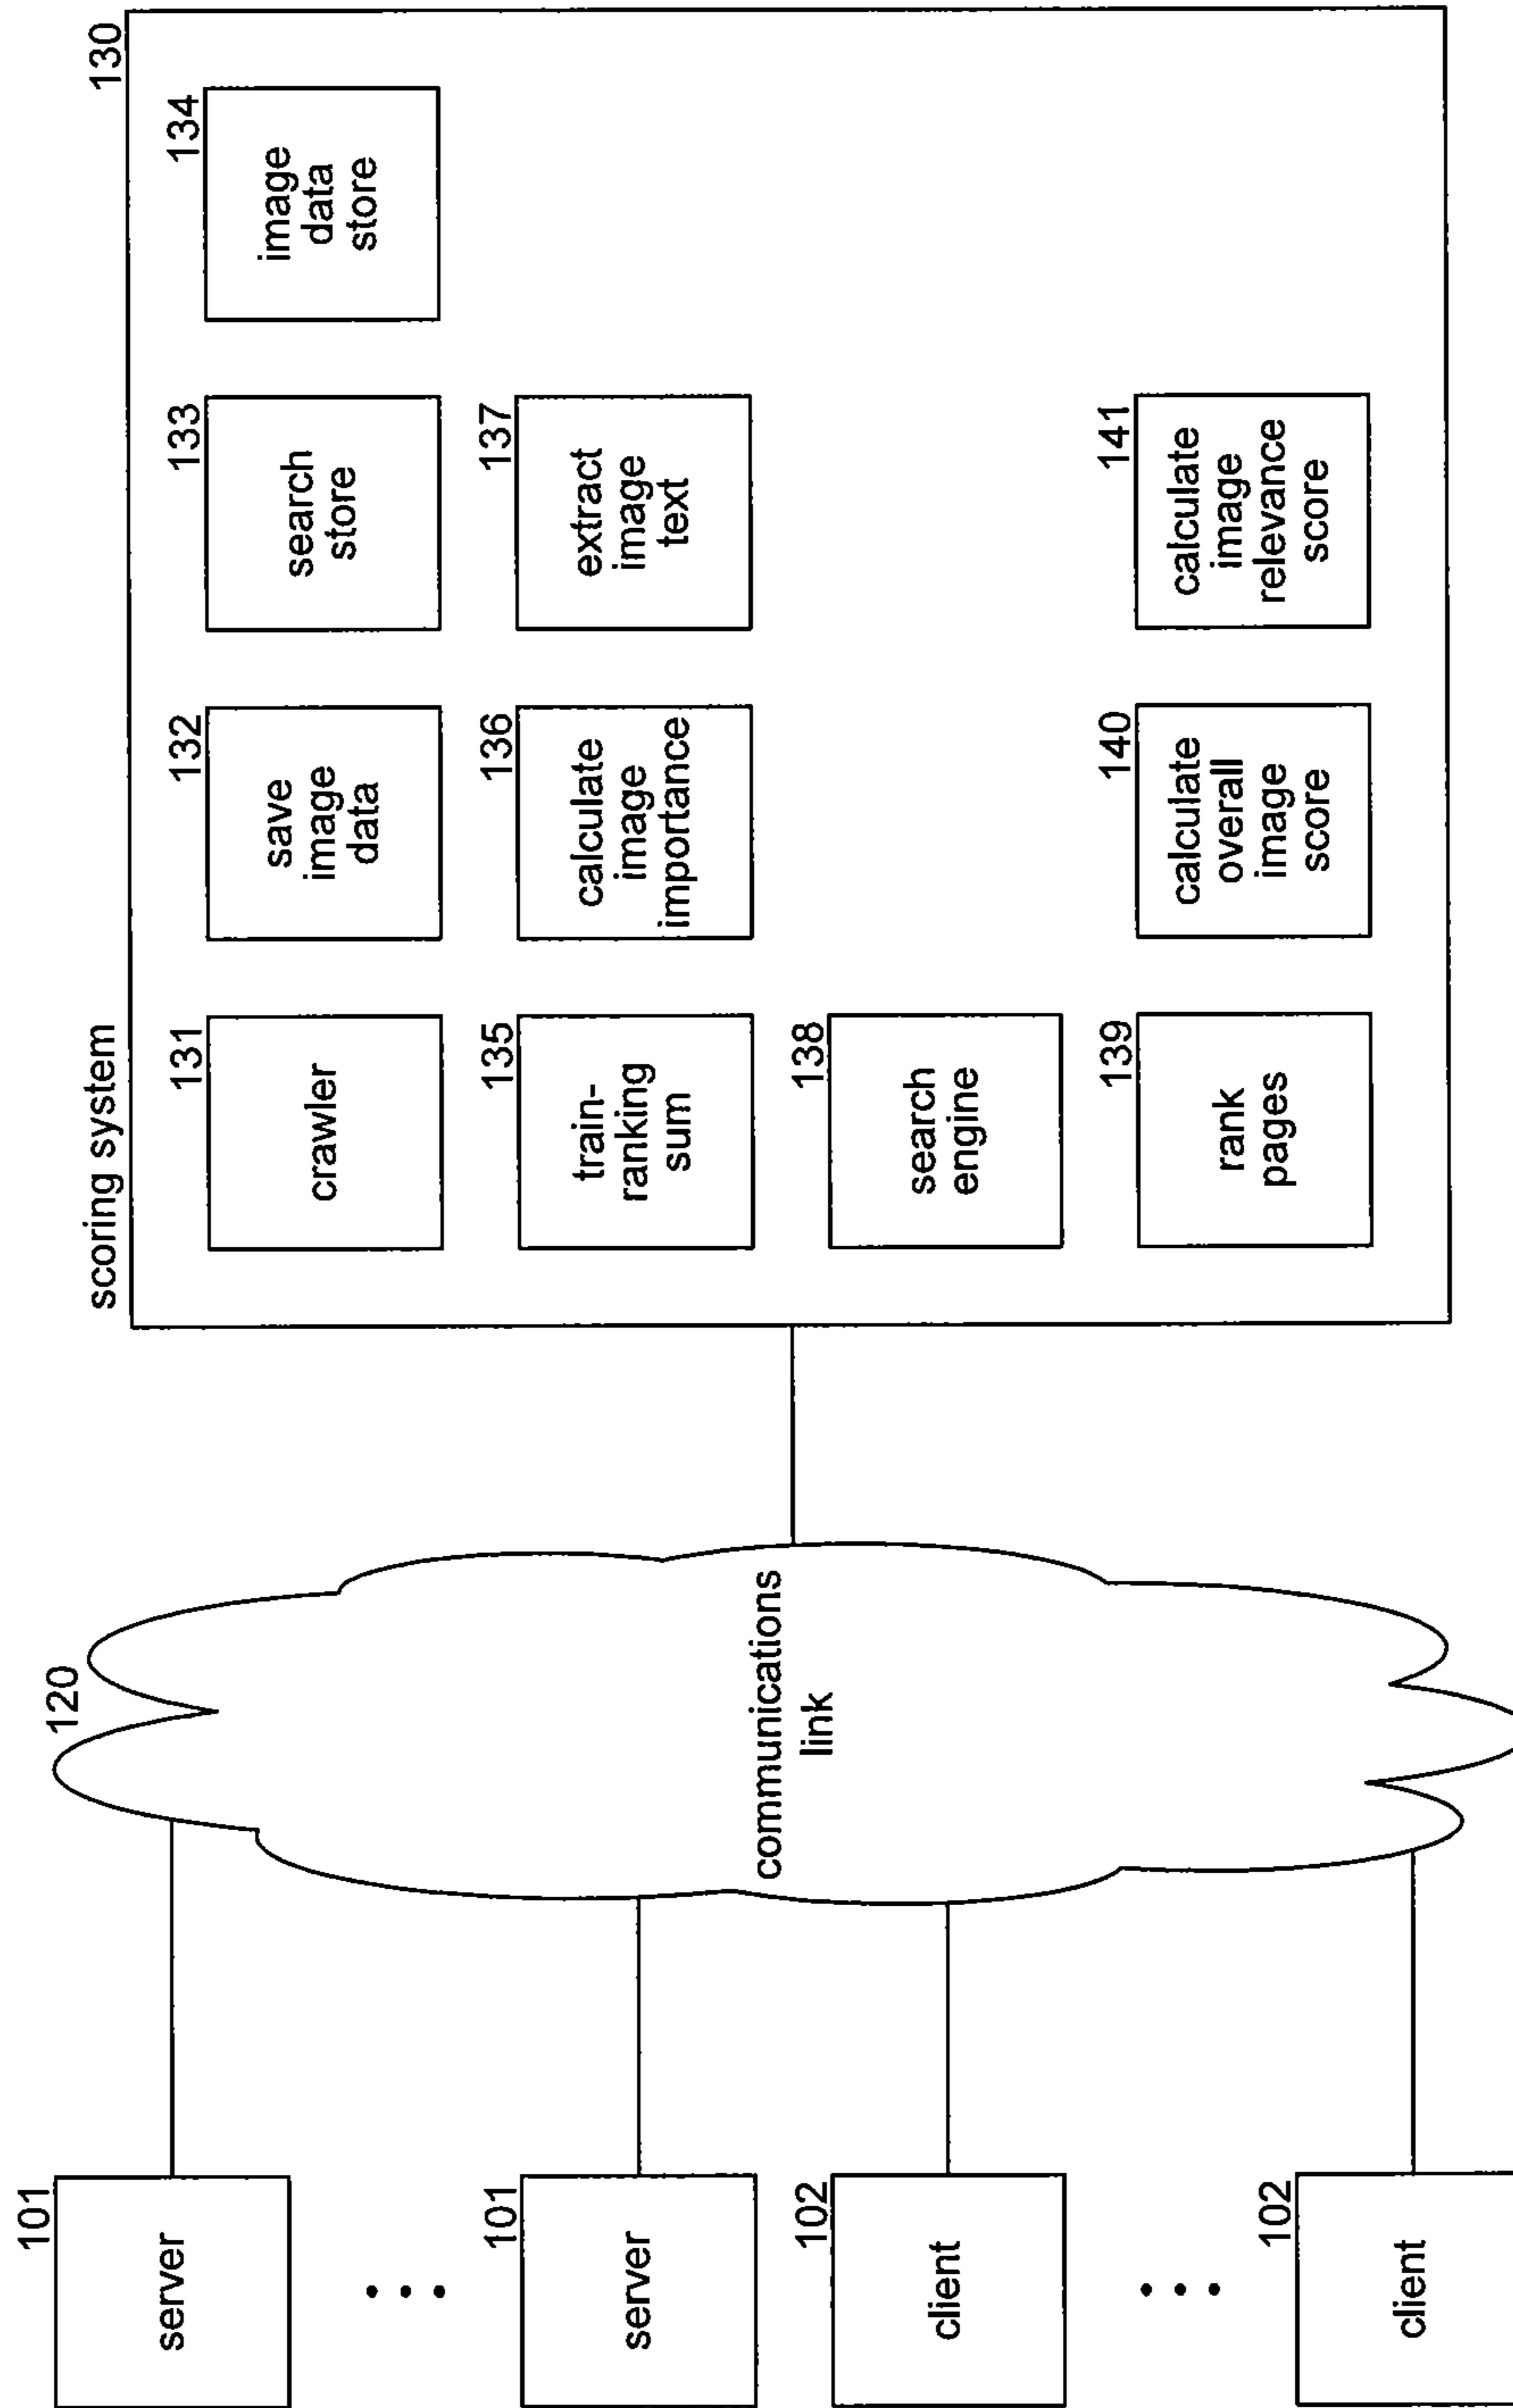 101
server
101
server
102
client
102
client
120
communications
link
scoring system
130
131
crawler
132
save
image
data
133
search
store
134
image
data
store
135
train-
ranking
sum
136
calculate
image
importance
137
extract
image
text
138
search
engine
139
rank
pages
140
calculate
overall
image
score
141
calculate
image
relevance
score